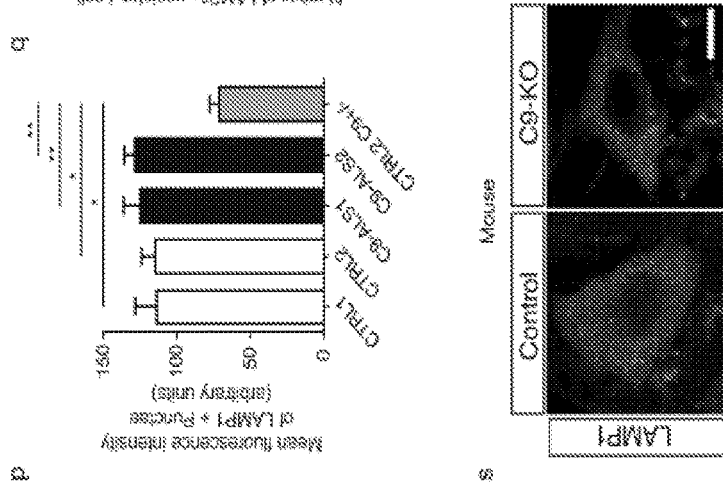 p
Mean fluorescence intensity
of LAMP1 + Punctae
(arbitrary units)
150
100
50
0
**
**
*
*
CTRL1
CTRL2
C9-ALS1
C9-ALS2
CTRL2 C9+/-
q
s
Mouse
Control
C9-KO
LAMP1